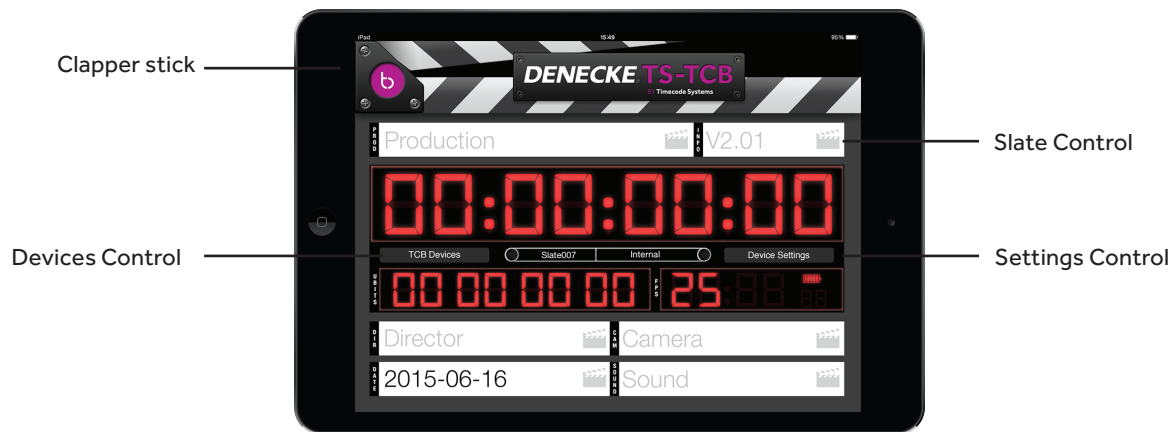 iPad 15:49 95%
Clapper stick
b
DENECKE TS-TCB
BY Timecode Systems
PROD Production INFO V2.01
Slate Control
00:00:00:00
Devices Control
TCB Devices Slate007 Internal Device Settings
Settings Control
UBITS 00 00 00 00 FPS 25
DIR Director CAM Camera
DATE 2015-06-16 SOUND Sound